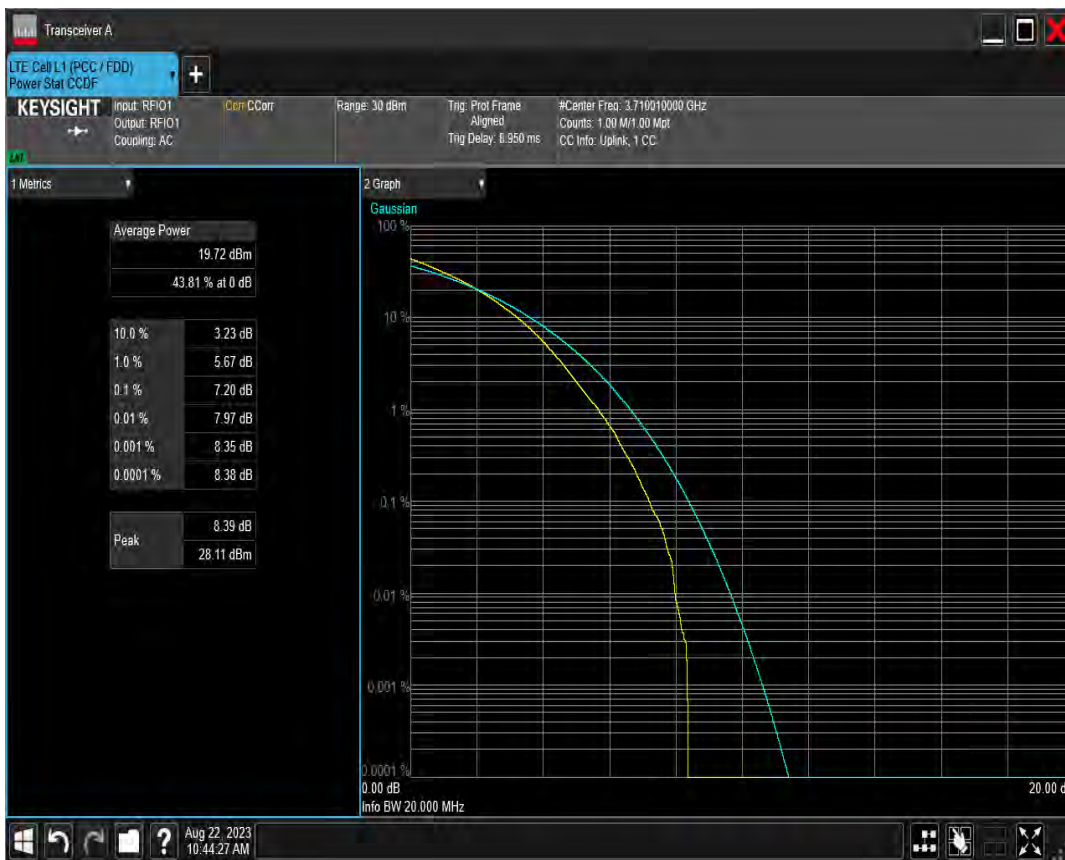 Transceiver A
LTE Cell L1 (PCC / FDD)
Power Stat CCDF
KEYSIGHT
Input: RFIO1
Output: RFIO1
Coupling: AC
Corr CCorr
Range: 30 dBm
Trig: Prot Frame
Aligned
Trig Delay: 8.950 ms
#Center Freq: 3.710010000 GHz
Counts: 1.00 M/1.00 Mpt
CC Info: Uplink, 1 CC
1 Metrics
Average Power
19.72 dBm
43.81 % at 0 dB
10.0 % 3.23 dB
1.0 % 5.67 dB
0.1 % 7.20 dB
0.01 % 7.97 dB
0.001 % 8.35 dB
0.0001 % 8.38 dB
Peak
8.39 dB
28.11 dBm
2 Graph
Gaussian
100 %
10 %
1 %
0.1 %
0.01 %
0.001 %
0.0001 %
0.00 dB
20.00 d
Info BW 20.000 MHz
?
Aug 22, 2023
10:44:27 AM